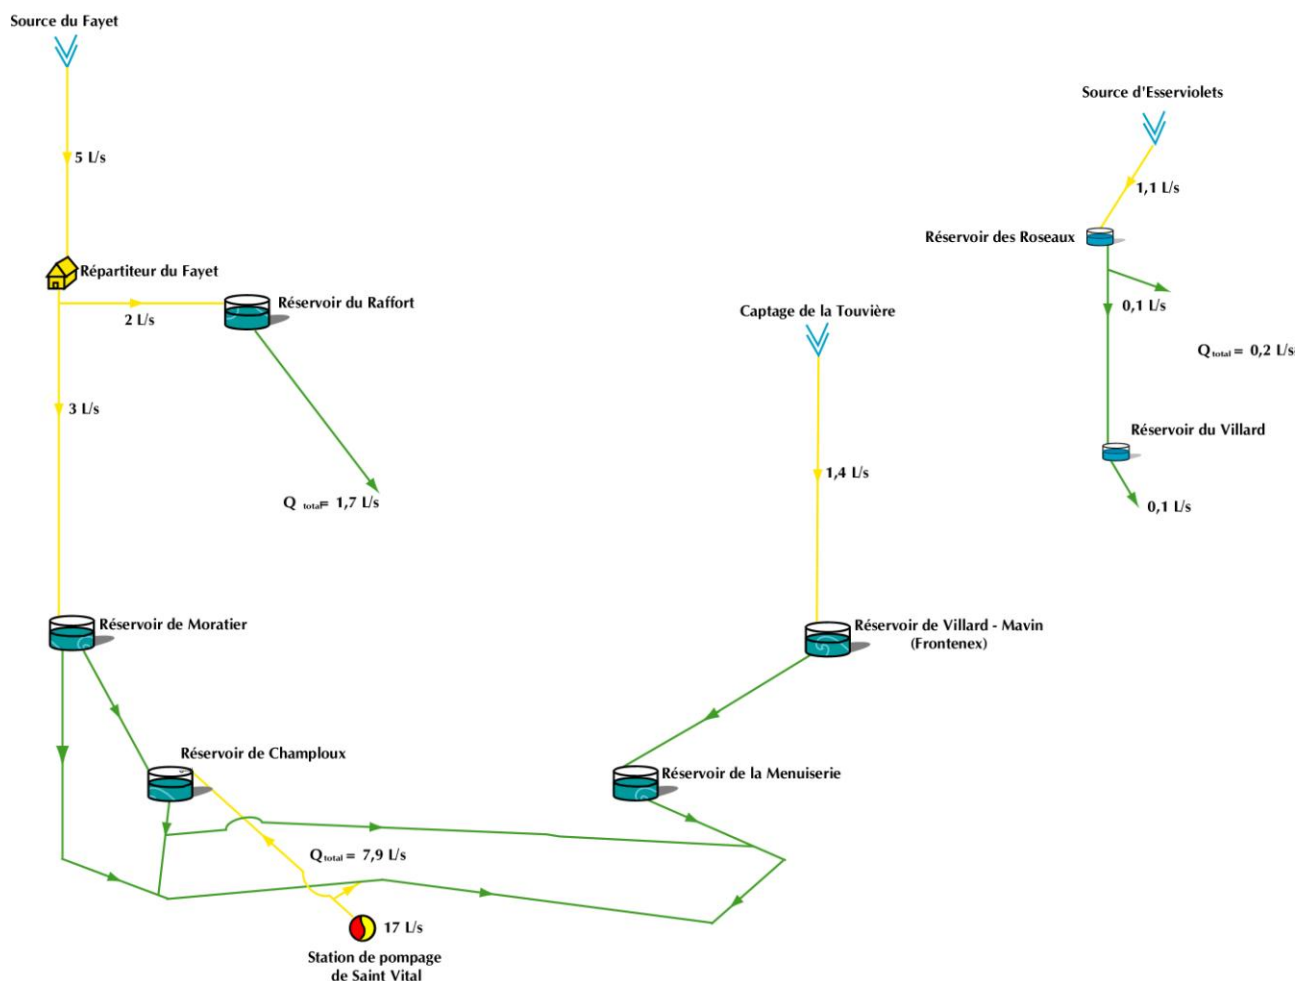 Source du Fayet
Source d'Esserviolets
5 L/s
1,1 L/s
Réservoir des Roseaux
Répartiteur du Fayet
Réservoir du Raffort
2 L/s
Captage de la Touvière
0,1 L/s
Q total = 0,2 L/s
3 L/s
Réservoir du Villard
1,4 L/s
Q total= 1,7 L/s
0,1 L/s
Réservoir de Moratier
Réservoir de Villard - Mavin
(Frontenex)
Réservoir de Champloux
Réservoir de la Menuiserie
Q total = 7,9 L/s
17 L/s
Station de pompage
de Saint Vital